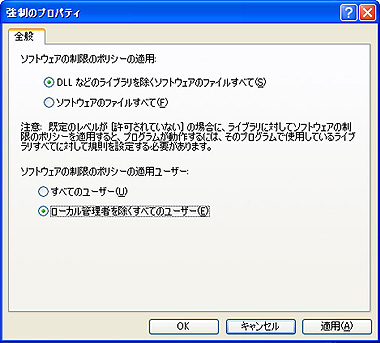 強制のプロパティ
全般
ソフトウェアの制限のポリシーの適用:
DLL などのライブラリを除くソフトウェアのファイルすべて(S)
ソフトウェアのファイルすべて(F)
注意: 既定のレベルが [許可されていない] の場合に、ライブラリに対してソフトウェアの制
限のポリシーを適用すると、プログラムが動作するには、そのプログラムで使用しているライブ
ラリすべてに対して規則を設定する必要があります。
ソフトウェアの制限のポリシーの適用ユーザー:
すべてのユーザー(U)
ローカル管理者を除くすべてのユーザー(E)
OK
キャンセル
適用(A)